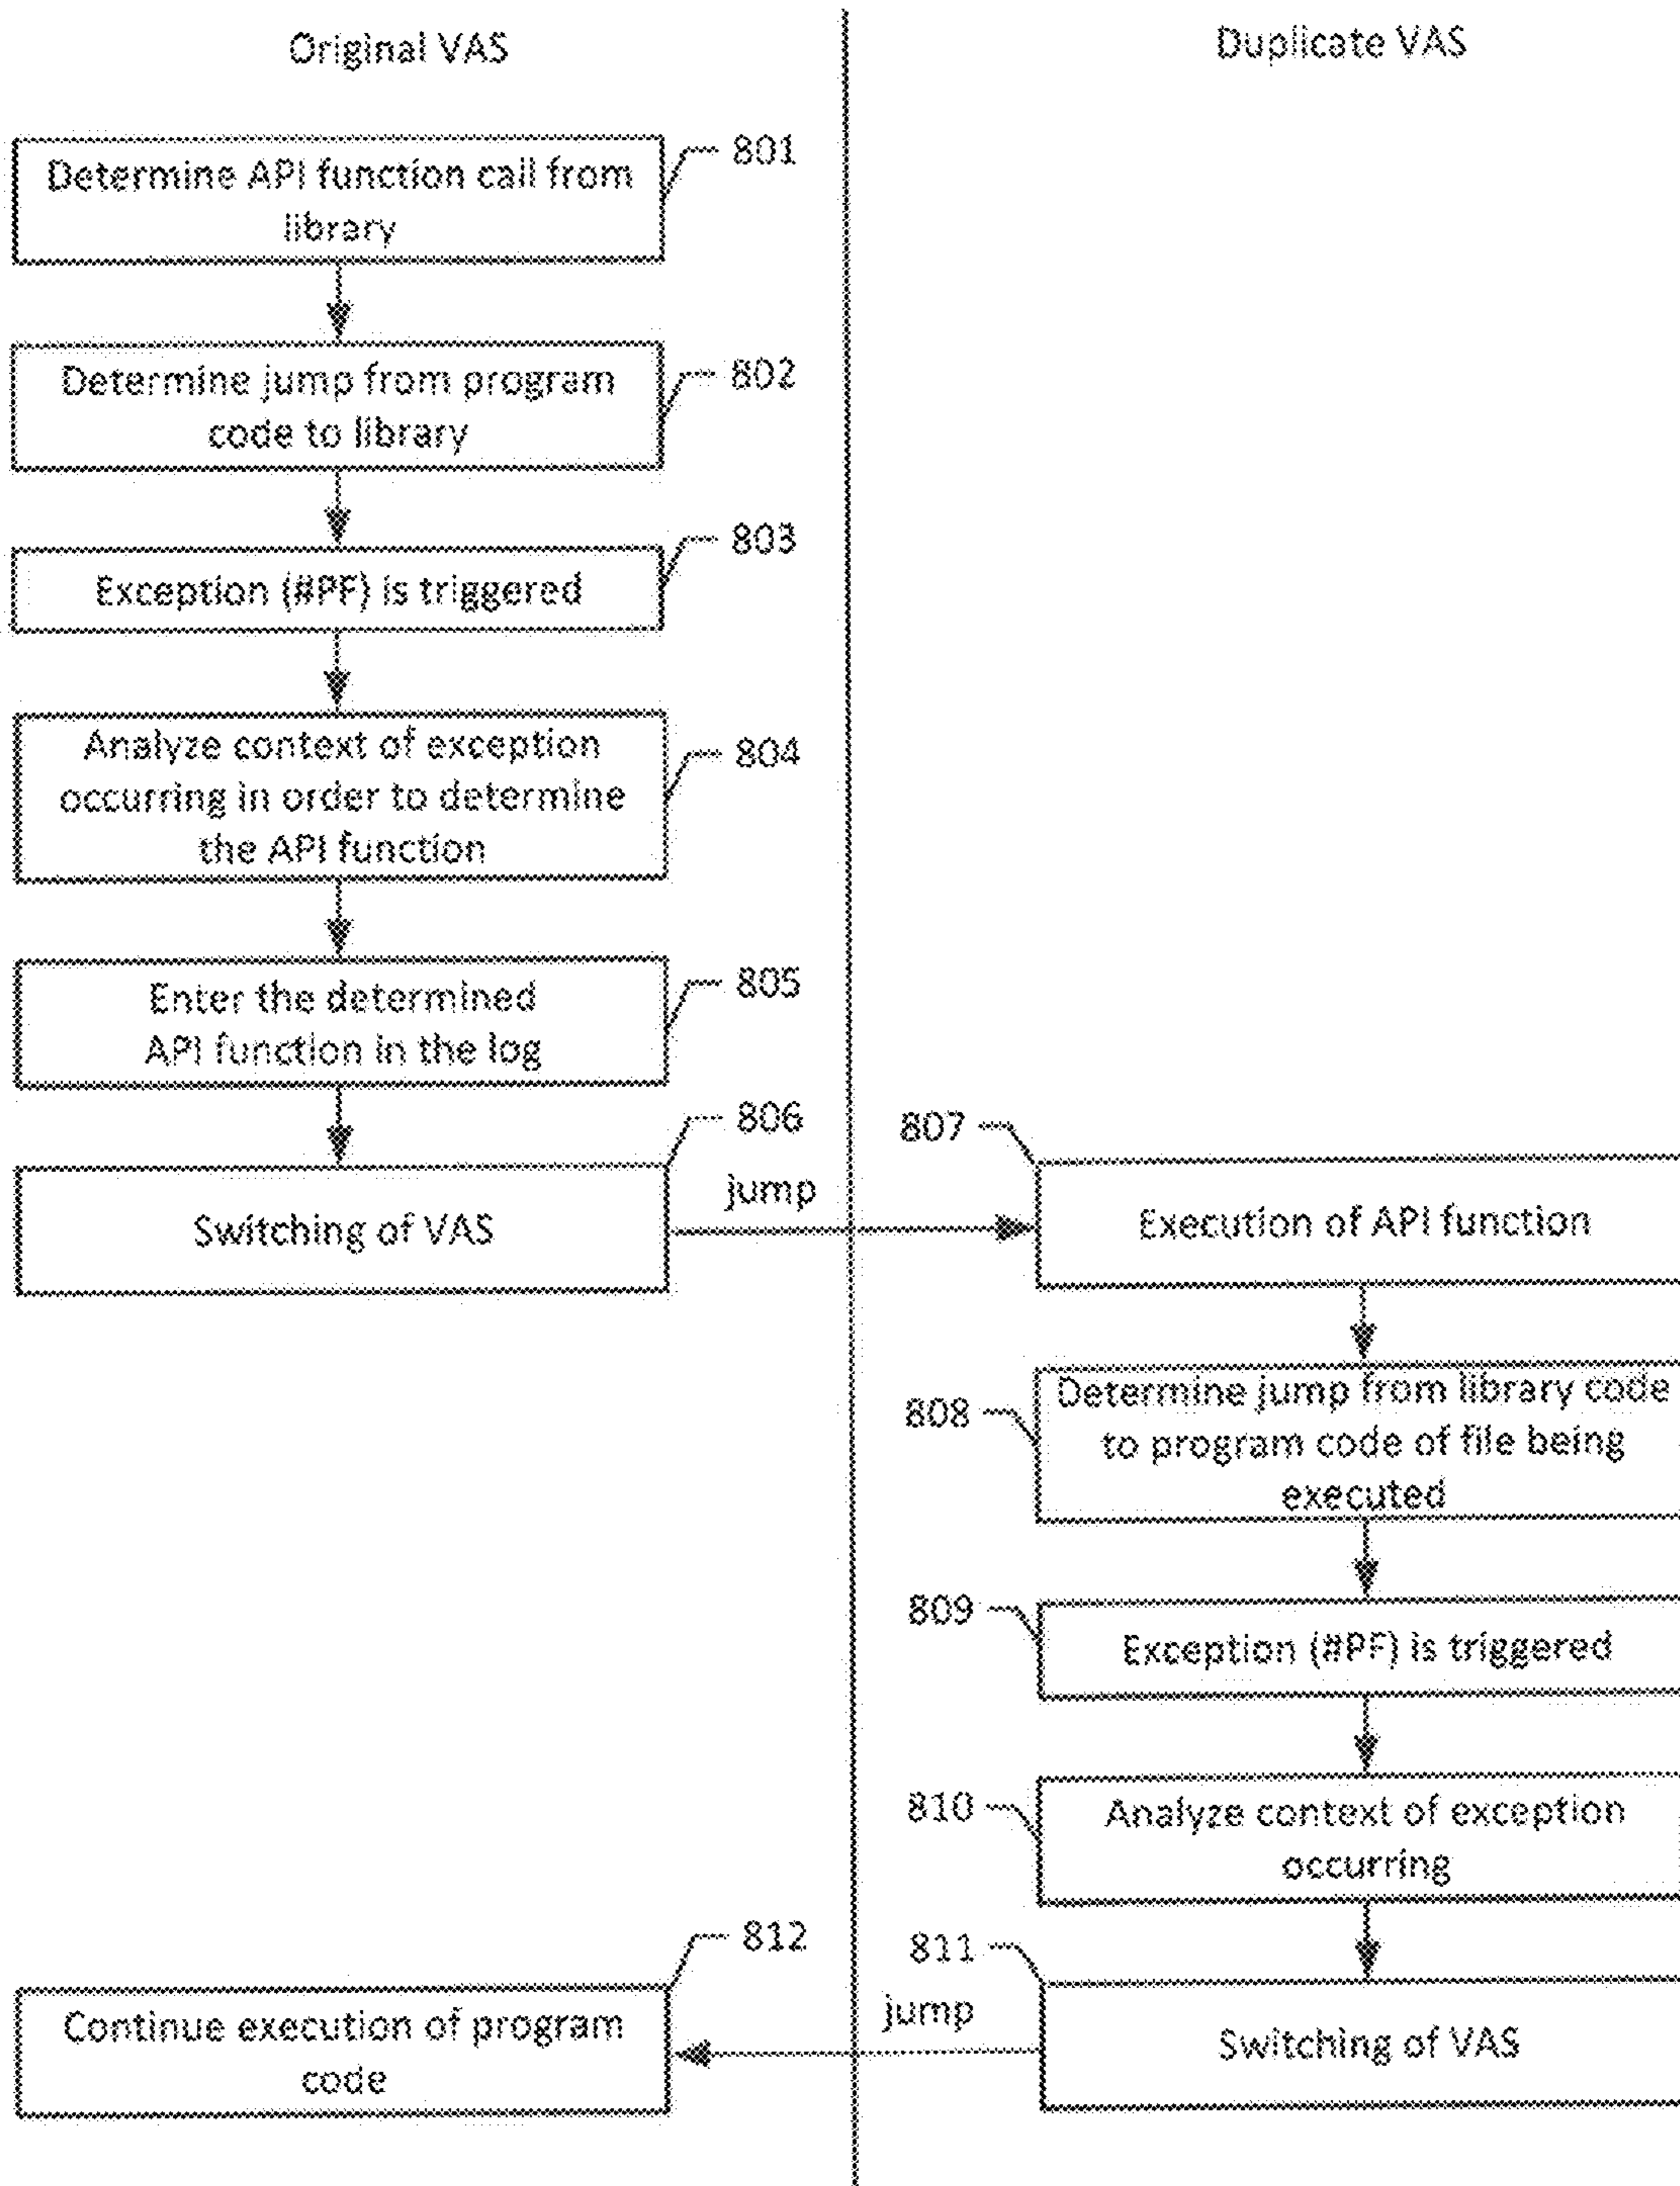 Original VAS
Duplicate VAS
Determine API function call from
library
801
Determine jump from program
code to library
802
Exception (#PF) is triggered
803
Analyze context of exception
occurring in order to determine
the API function
804
Enter the determined
API function in the log
805
Switching of VAS
806
jump
807
Execution of API function
808
Determine jump from library code
to program code of file being
executed
809
Exception (#PF) is triggered
810
Analyze context of exception
occurring
811
Switching of VAS
jump
812
Continue execution of program
code